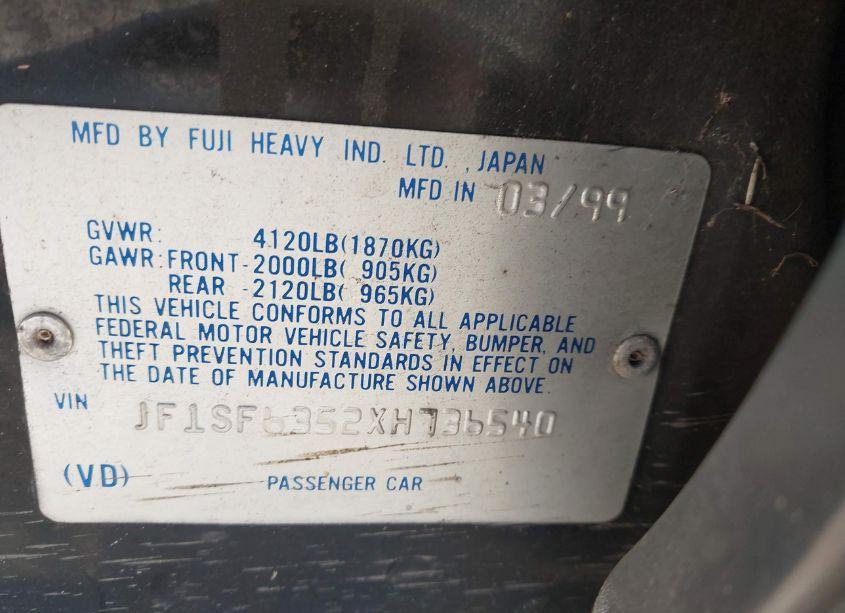 MFD BY FUJI HEAVY IND. LTD. , JAPAN
MFD IN 03/99
GVWR: 4120LB(1870KG)
GAWR: FRONT-2000LB( 905KG)
REAR -2120LB( 965KG)
THIS VEHICLE CONFORMS TO ALL APPLICABLE
FEDERAL MOTOR VEHICLE SAFETY, BUMPER, AND
THEFT PREVENTION STANDARDS IN EFFECT ON
THE DATE OF MANUFACTURE SHOWN ABOVE.
VIN JF1SF6352XH736540
(VD) PASSENGER CAR